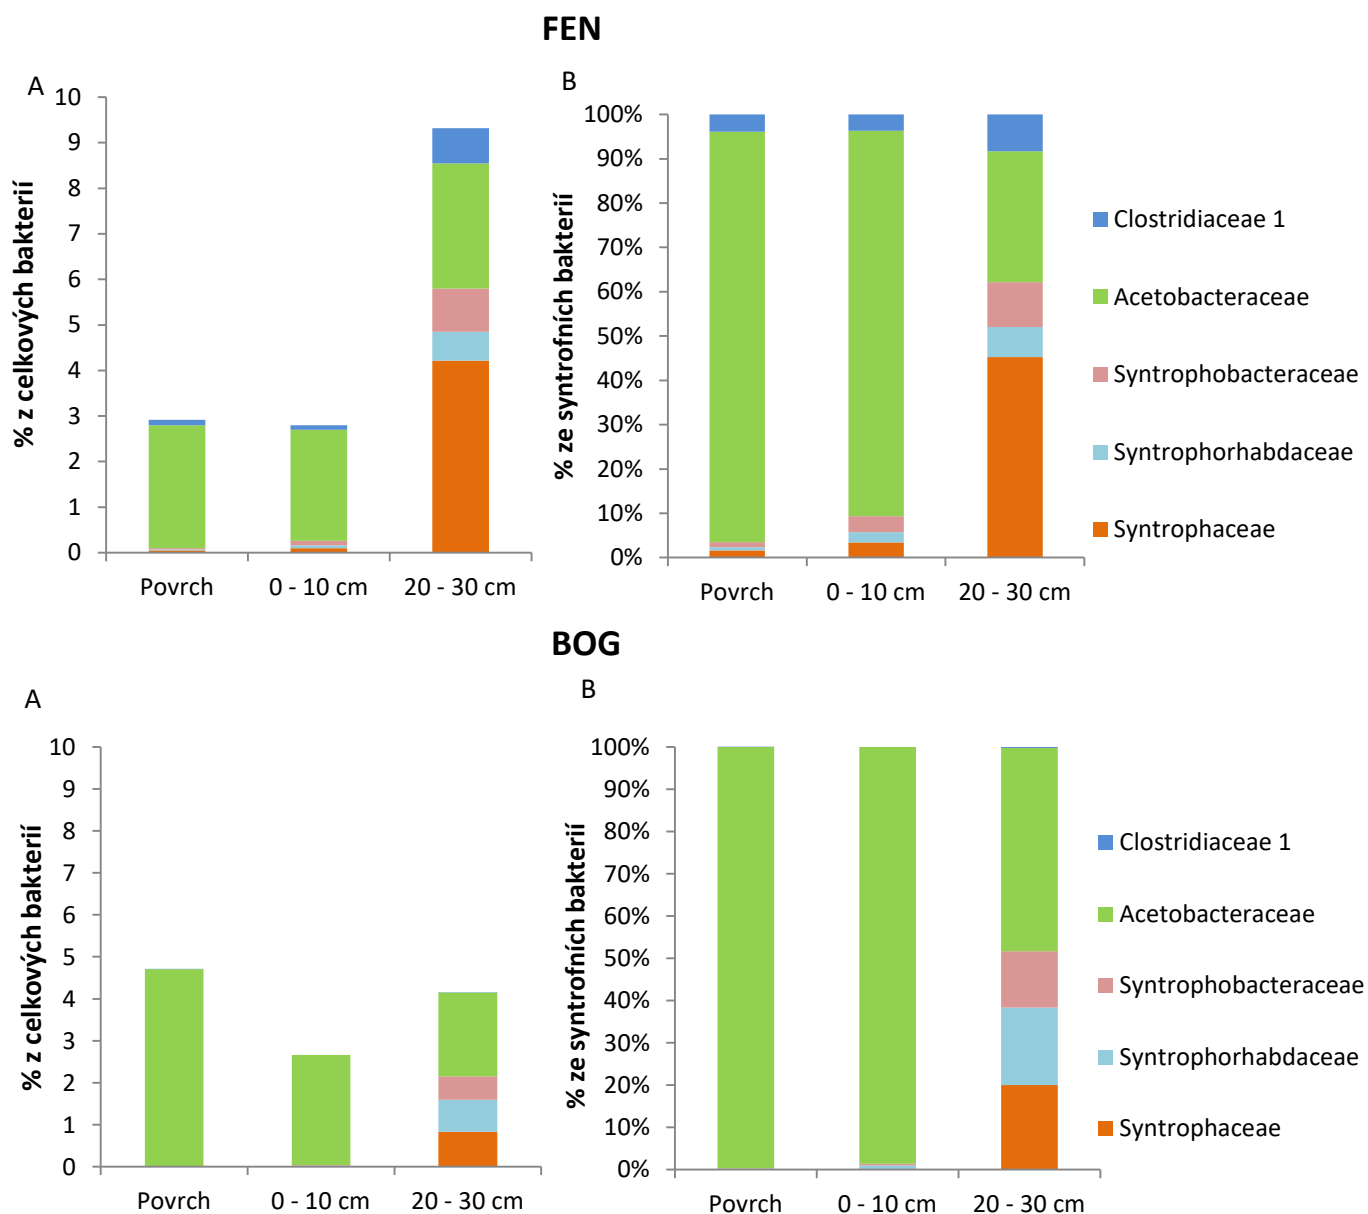 FEN
A
% z celkových bakterií
10
9
8
7
6
5
4
3
2
1
0
Povrch
0 - 10 cm
20 - 30 cm
B
% ze syntrofních bakterií
100%
90%
80%
70%
60%
50%
40%
30%
20%
10%
0%
Povrch
0 - 10 cm
20 - 30 cm
Clostridiaceae 1
Acetobacteraceae
Syntrophobacteraceae
Syntrophorhabdaceae
Syntrophaceae
BOG
A
% z celkových bakterií
10
9
8
7
6
5
4
3
2
1
0
Povrch
0 - 10 cm
20 - 30 cm
B
% ze syntrofních bakterií
100%
90%
80%
70%
60%
50%
40%
30%
20%
10%
0%
Povrch
0 - 10 cm
20 - 30 cm
Clostridiaceae 1
Acetobacteraceae
Syntrophobacteraceae
Syntrophorhabdaceae
Syntrophaceae